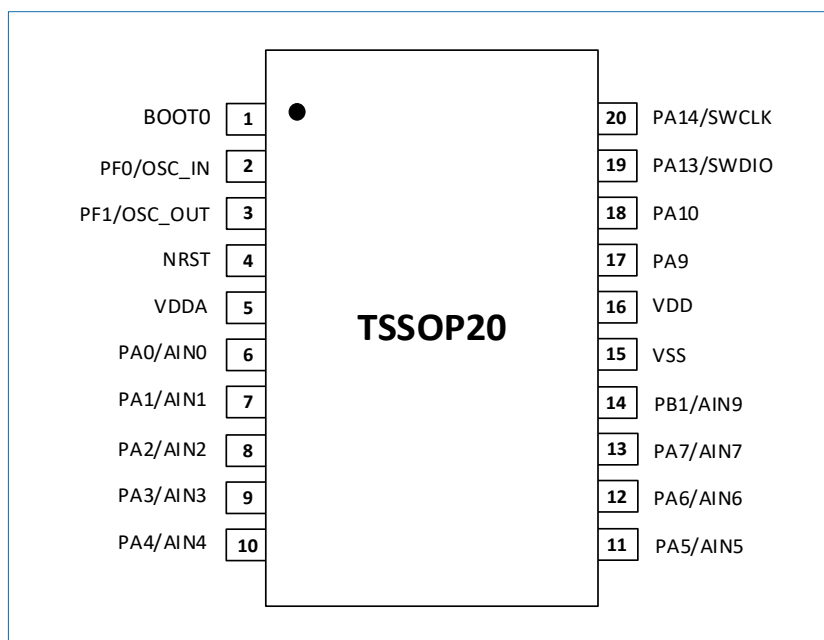 BOOT0 1 20 PA14/SWCLK
PF0/OSC_IN 2 19 PA13/SWDIO
PF1/OSC_OUT 3 18 PA10
NRST 4 17 PA9
VDDA 5 16 VDD
TSSOP20
PA0/AIN0 6 15 VSS
PA1/AIN1 7 14 PB1/AIN9
PA2/AIN2 8 13 PA7/AIN7
PA3/AIN3 9 12 PA6/AIN6
PA4/AIN4 10 11 PA5/AIN5